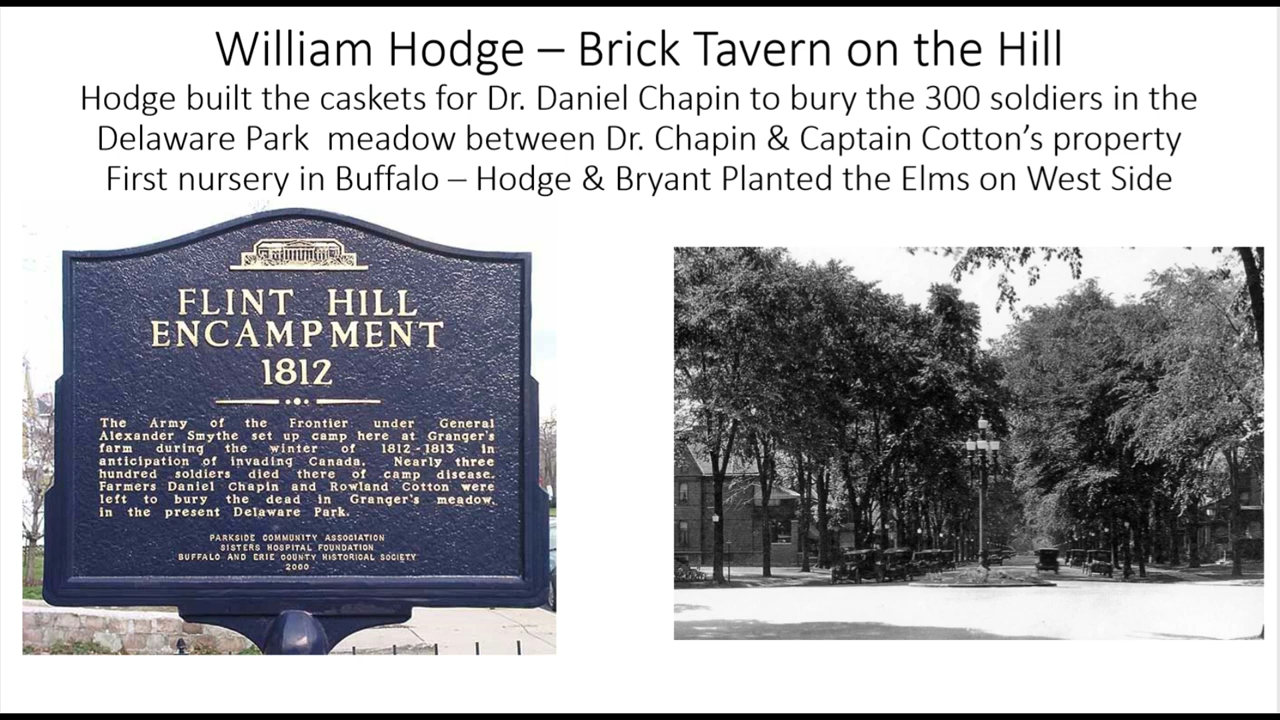 William Hodge – Brick Tavern on the Hill
Hodge built the caskets for Dr. Daniel Chapin to bury the 300 soldiers in the
Delaware Park  meadow between Dr. Chapin & Captain Cotton’s property
First nursery in Buffalo – Hodge & Bryant Planted the Elms on West Side
FLINT HILL
ENCAMPMENT
1812
The Army of the Frontier under General
Alexander Smythe set up camp here at Granger's
farm during the winter of 1812-1813 in
anticipation of invading Canada. Nearly three
hundred soldiers died there of camp disease.
Farmers Daniel Chapin and Rowland Cotton were
left to bury the dead in Granger's meadow,
in the present Delaware Park.
PARKSIDE COMMUNITY ASSOCIATION
SISTERS HOSPITAL FOUNDATION
BUFFALO AND ERIE COUNTY HISTORICAL SOCIETY
2000